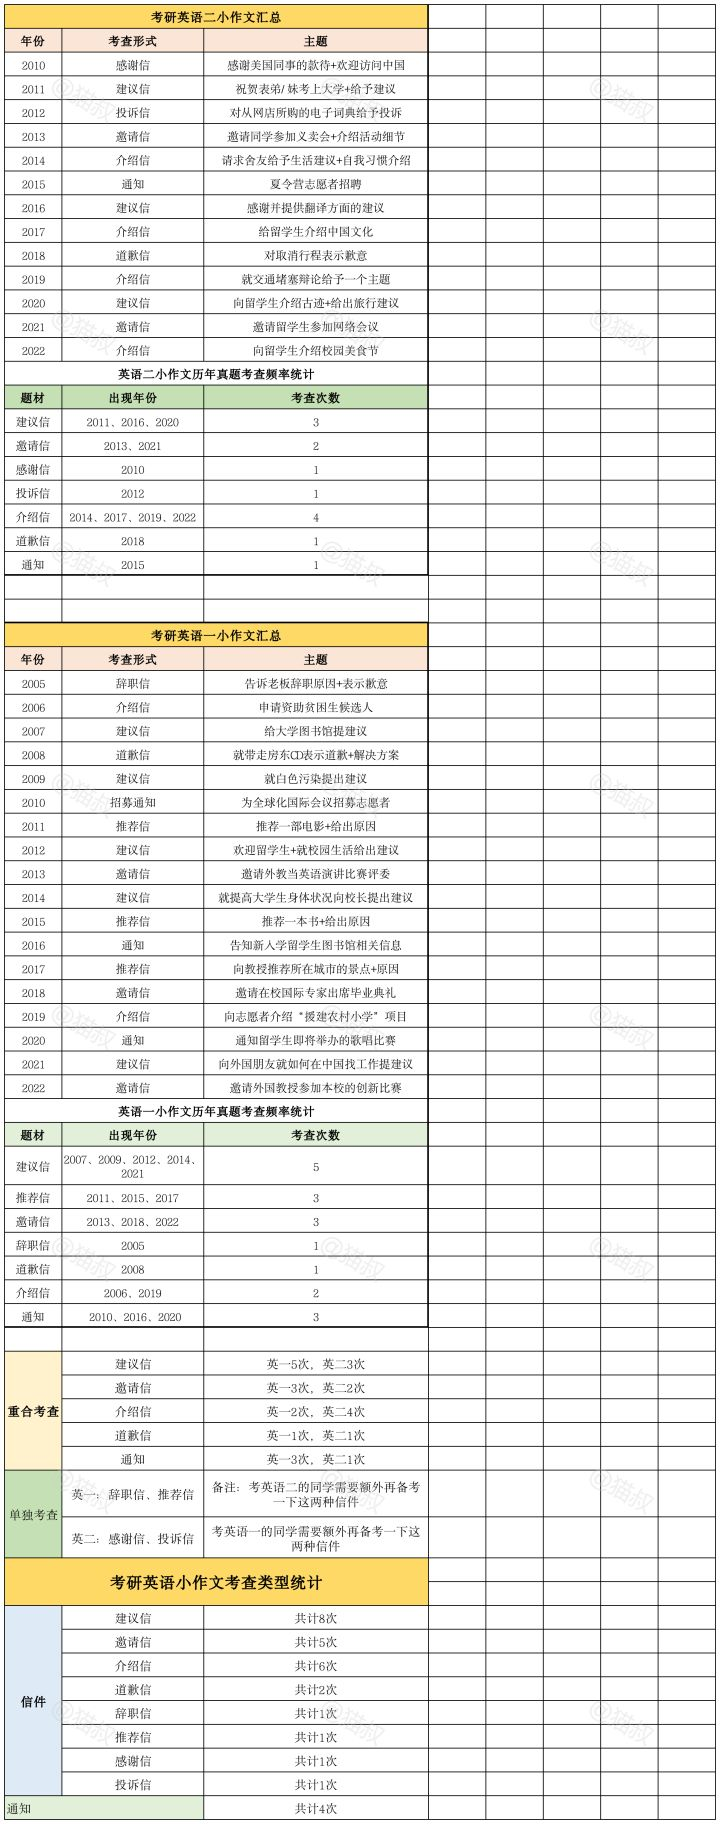 考研英语二小作文汇总
年份 考查形式 主题
2010 感谢信 感谢美国同事的款待+欢迎访问中国
2011 建议信 祝贺表弟/妹考上大学+给予建议
2012 投诉信 对从网店所购的电子词典给予投诉
2013 邀请信 邀请同学参加义卖会+介绍活动细节
2014 介绍信 请求舍友给予生活建议+自我习惯介绍
2015 通知 夏令营志愿者招聘
2016 建议信 感谢并提供翻译方面的建议
2017 介绍信 给留学生介绍中国文化
2018 道歉信 对取消行程表示歉意
2019 介绍信 就交通堵塞辩论给予一个主题
2020 建议信 向留学生介绍古迹+给出旅行建议
2021 邀请信 邀请留学生参加网络会议
2022 介绍信 向留学生介绍校园美食节
英语二小作文历年真题考查频率统计
题材 出现年份 考查次数
建议信 2011、2016、2020 3
邀请信 2013、2021 2
感谢信 2010 1
投诉信 2012 1
介绍信 2014、2017、2019、2022 4
道歉信 2018 1
通知 2015 1
考研英语一小作文汇总
年份 考查形式 主题
2005 辞职信 告诉老板辞职原因+表示歉意
2006 介绍信 申请资助贫困生候选人
2007 建议信 给大学图书馆提建议
2008 道歉信 就带走房东CD表示道歉+解决方案
2009 建议信 就白色污染提出建议
2010 招募通知 为全球化国际会议招募志愿者
2011 推荐信 推荐一部电影+给出原因
2012 建议信 欢迎留学生+就校园生活给出建议
2013 邀请信 邀请外教当英语演讲比赛评委
2014 建议信 就提高大学生身体状况向校长提出建议
2015 推荐信 推荐一本书+给出原因
2016 通知 告知新入学留学生图书馆相关信息
2017 推荐信 向教授推荐所在城市的景点+原因
2018 邀请信 邀请在校国际专家出席毕业典礼
2019 介绍信 向志愿者介绍“援建农村小学”项目
2020 通知 通知留学生即将举办的歌唱比赛
2021 建议信 向外国朋友就如何在中国找工作提建议
2022 邀请信 邀请外国教授参加本校的创新比赛
英语一小作文历年真题考查频率统计
题材 出现年份 考查次数
建议信 2007、2009、2012、2014、
2021 5
推荐信 2011、2015、2017 3
邀请信 2013、2018、2022 3
辞职信 2005 1
道歉信 2008 1
介绍信 2006、2019 2
通知 2010、2016、2020 3
重合考查
建议信 英一5次，英二3次
邀请信 英一3次，英二2次
介绍信 英一2次，英二4次
道歉信 英一1次，英二1次
通知 英一3次，英二1次
单独考查
英一：辞职信、推荐信 备注：考英语二的同学需要额外再备考
一下这两种信件
英二：感谢信、投诉信 考英语一的同学需要额外再备考一下这
两种信件
考研英语小作文考查类型统计
信件
建议信 共计8次
邀请信 共计5次
介绍信 共计6次
道歉信 共计2次
辞职信 共计1次
推荐信 共计1次
感谢信 共计1次
投诉信 共计1次
通知 共计4次
@猫叔